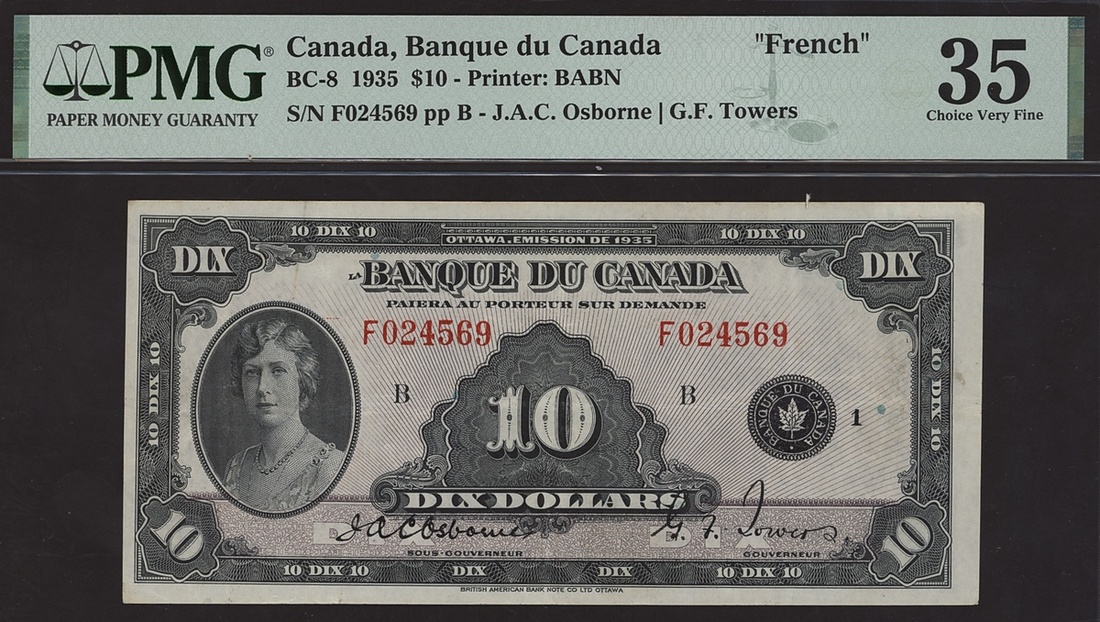 PMG®
PAPER MONEY GUARANTY
Canada, Banque du Canada "French"
BC-8 1935 $10 - Printer: BABN
S/N F024569 pp B - J.A.C. Osborne | G.F. Towers
35
Choice Very Fine
10 DIX 10
OTTAWA. EMISSION DE 1935
10 DIX 10
DIX
DIX
LA BANQUE DU CANADA
PAIERA AU PORTEUR SUR DEMANDE
F024569 F024569
10 DIX 10
10 DIX 10
B B
10
BANQUE DU CANADA
1
DIX DOLLARS
J.A.C. Osborne G. F. Towers
SOUS-GOUVERNEUR GOUVERNEUR
10 10
10 DIX 10 DIX DIX 10 DIX 10
BRITISH AMERICAN BANK NOTE CO LTD OTTAWA